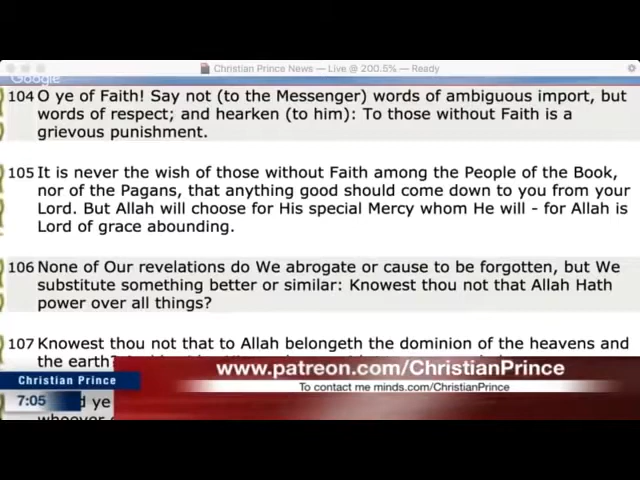 Christian Prince News — Live @ 200.5% — Ready
Google
104 O ye of Faith! Say not (to the Messenger) words of ambiguous import, but
words of respect; and hearken (to him): To those without Faith is a
grievous punishment.
105 It is never the wish of those without Faith among the People of the Book,
nor of the Pagans, that anything good should come down to you from your
Lord. But Allah will choose for His special Mercy whom He will - for Allah is
Lord of grace abounding.
106 None of Our revelations do We abrogate or cause to be forgotten, but We
substitute something better or similar: Knowest thou not that Allah Hath
power over all things?
107 Knowest thou not that to Allah belongeth the dominion of the heavens and
the earth?
www.patreon.com/ChristianPrince
Christian Prince
To contact me minds.com/ChristianPrince
7:05
ye
whoever